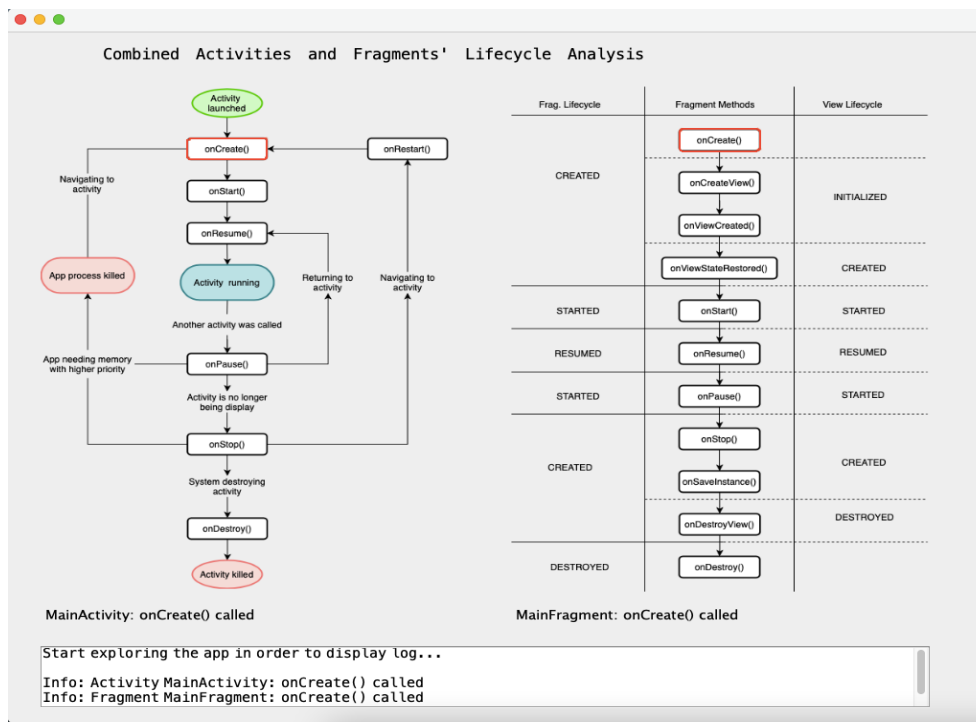 Combined Activities and Fragments' Lifecycle Analysis
Activity
launched
onCreate()
onRestart()
Navigating to
activity
onStart()
onResume()
App process killed
Activity running
Returning to
activity
Navigating to
activity
Another activity was called
App needing memory
with higher priority
onPause()
Activity is no longer
being display
onStop()
System destroying
activity
onDestroy()
Activity killed
Frag. Lifecycle
Fragment Methods
View Lifecycle
onCreate()
CREATED
onCreateView()
INITIALIZED
onViewCreated()
onViewStateRestored()
CREATED
STARTED
onStart()
STARTED
RESUMED
onResume()
RESUMED
STARTED
onPause()
STARTED
onStop()
CREATED
CREATED
onSaveInstance()
onDestroyView()
DESTROYED
DESTROYED
onDestroy()
MainActivity: onCreate() called
MainFragment: onCreate() called
Start exploring the app in order to display log...
Info: Activity MainActivity: onCreate() called
Info: Fragment MainFragment: onCreate() called